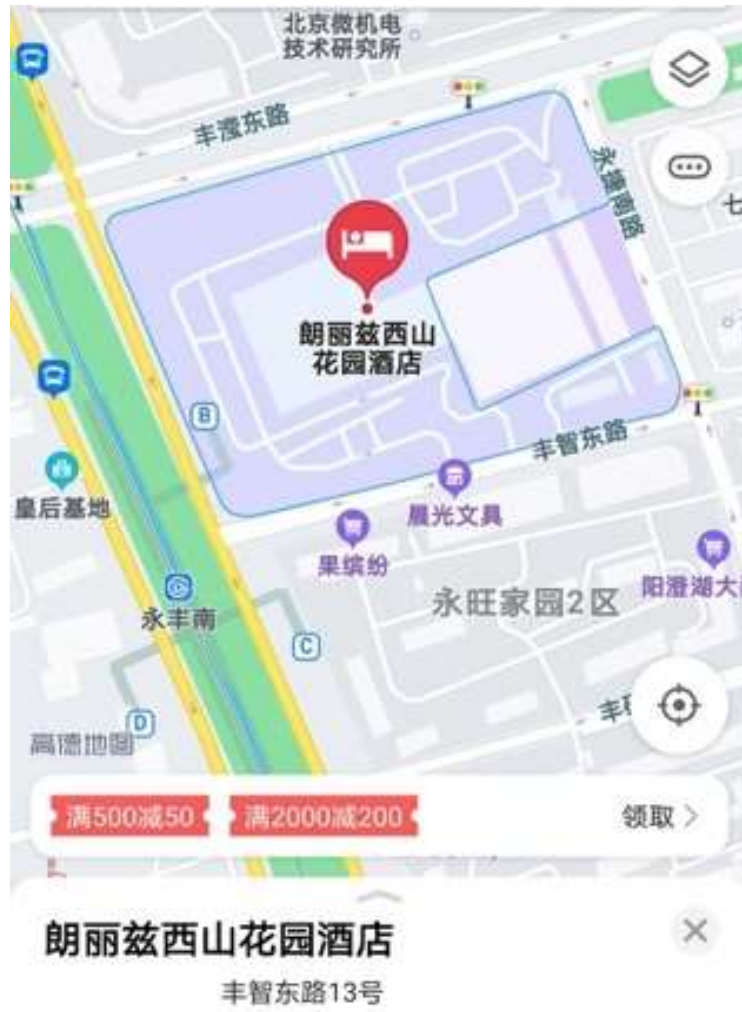 北京微机电
技术研究所
丰滢东路
永捷南路
七
朗丽兹西山
花园酒店
B
丰智东路
皇后基地
晨光文具
果缤纷
阳澄湖大
永旺家园2区
永丰南
C
D
高德地图
满500减50
满2000减200
领取
朗丽兹西山花园酒店
丰智东路13号